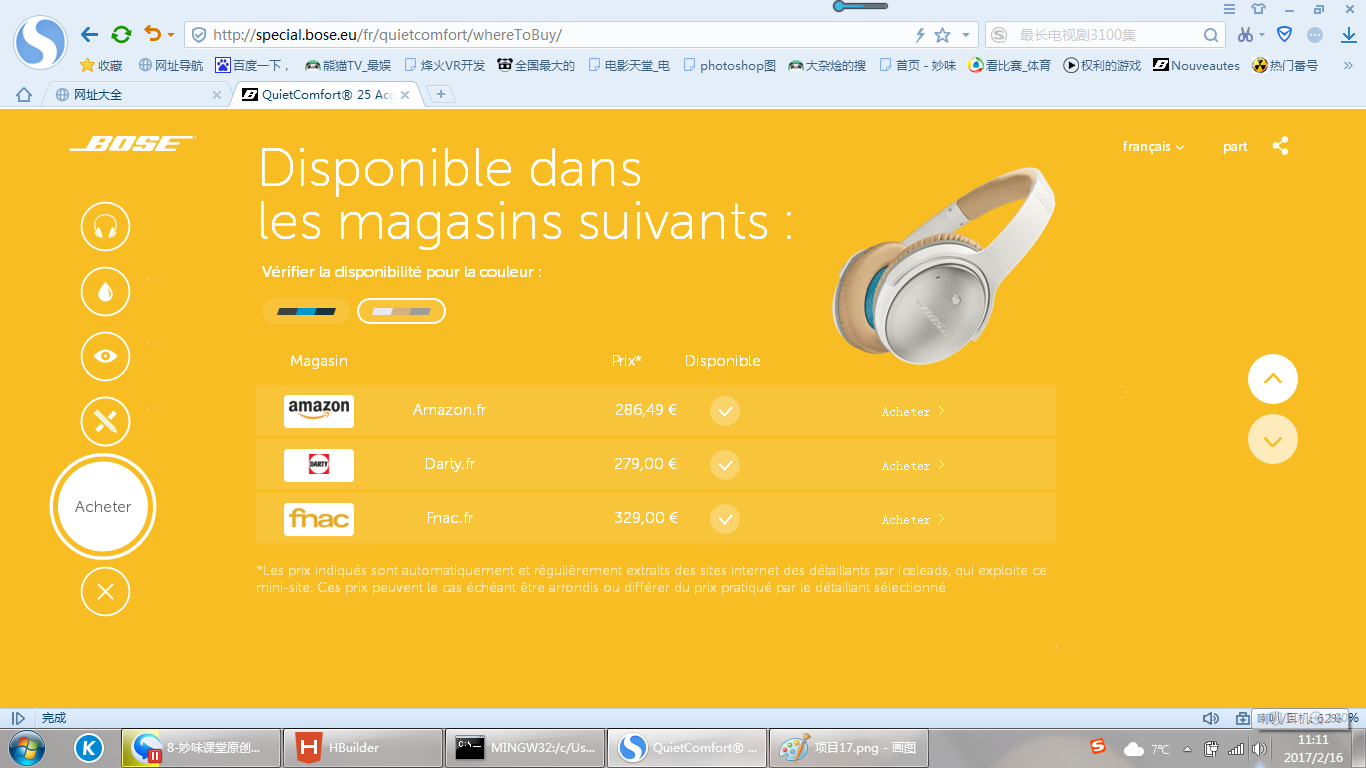 http://special.bose.eu/fr/quietcomfort/whereToBuy/
最长电视剧3100集
收藏 网址导航 百度一下， 熊猫TV_最娱 烽火VR开发 全国最大的 电影天堂_电 photoshop图 大杂烩的搜 首页 - 妙味 看比赛_体育 权利的游戏 Nouveautes 热门番号 »
网址大全 QuietComfort® 25 Acc
BOSE
français part
Disponible dans
les magasins suivants :
Vérifier la disponibilité pour la couleur :
BOSE
Magasin Prix* Disponible
amazon Amazon.fr 286,49 € Acheter
DARTY Darty.fr 279,00 € Acheter
fnac Fnac.fr 329,00 € Acheter
Acheter
*Les prix indiqués sont automatiquement et régulièrement extraits des sites internet des détaillants par Iceleads, qui exploite ce
mini-site. Ces prix peuvent le cas échéant être arrondis ou différer du prix pratiqué par le détaillant sélectionné
完成
喇叭/耳机: 62%
K 8-妙味课堂原创... HBuilder MINGW32:/c/Us... QuietComfort® ... 项目17.png - 画图 7℃ 11:11
2017/2/16